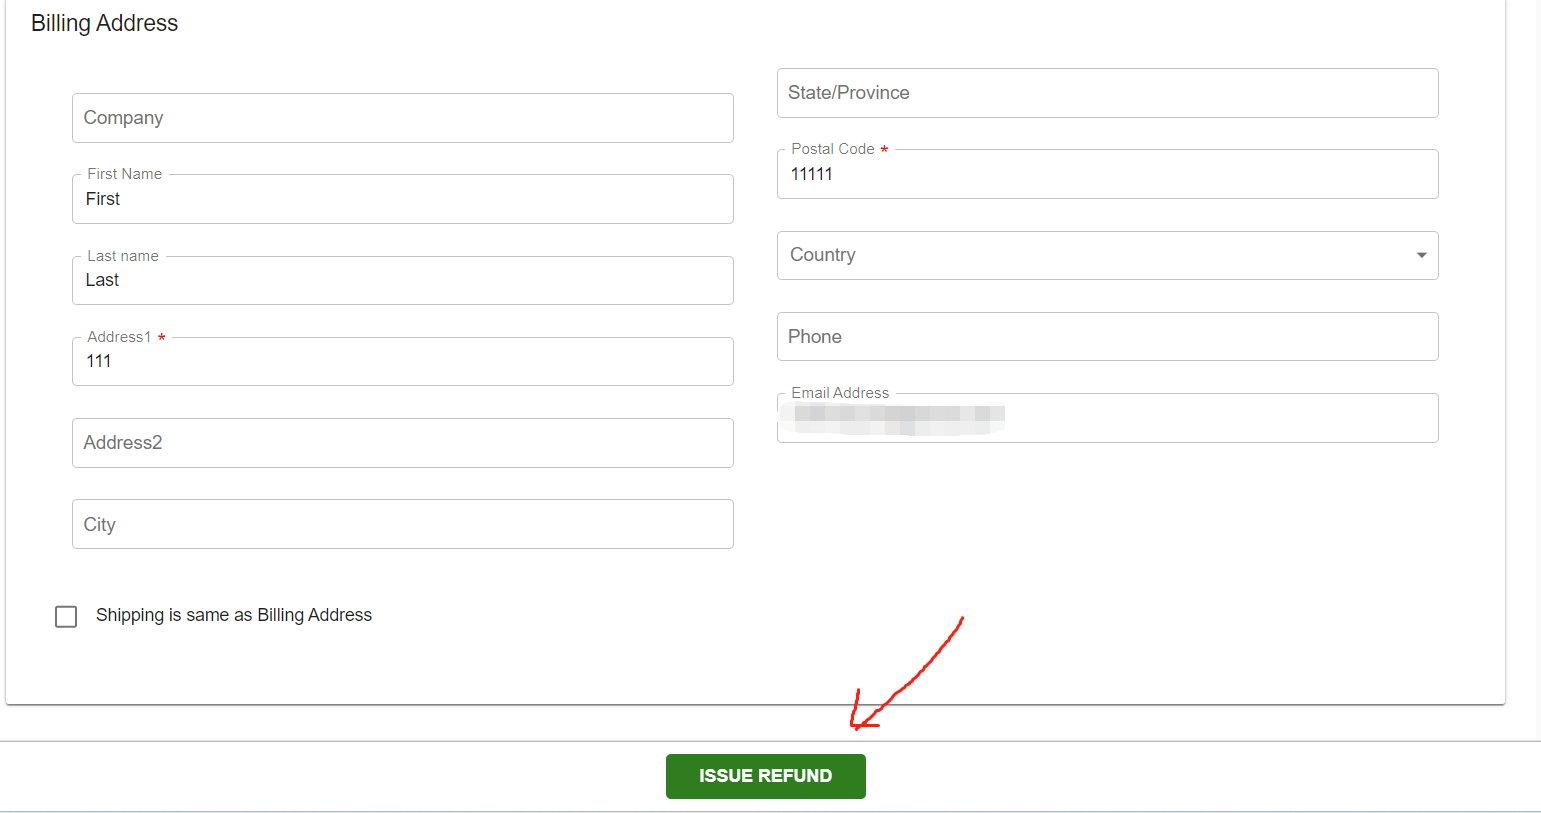 Billing Address
Company
First Name
First
Last name
Last
Address1 *
111
Address2
City
State/Province
Postal Code *
11111
Country
Phone
Email Address
Shipping is same as Billing Address
ISSUE REFUND